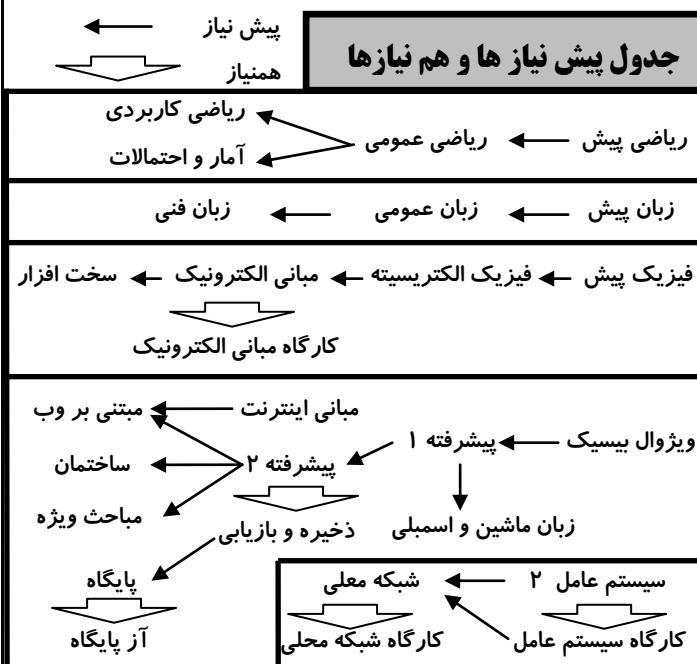 جدول پیش نیاز ها و هم نیازها
پیش نیاز
همنیاز
ریاضی پیش
ریاضی عمومی
ریاضی کاربردی
آمار و احتمالات
زبان پیش
زبان عمومی
زبان فنی
فیزیک پیش
فیزیک الکتریسیته
مبانی الکترونیک
سخت افزار
کارگاه مبانی الکترونیک
مبانی اینترنت
مبتنی بر وب
ویژوال بیسیک
پیشرفته ۱
پیشرفته ۲
ساختمان
مباحث ویژه
زبان ماشین و اسمبلی
ذخیره و بازیابی
پایگاه
آز پایگاه
سیستم عامل ۲
شبکه معلی
کارگاه سیستم عامل
کارگاه شبکه محلی